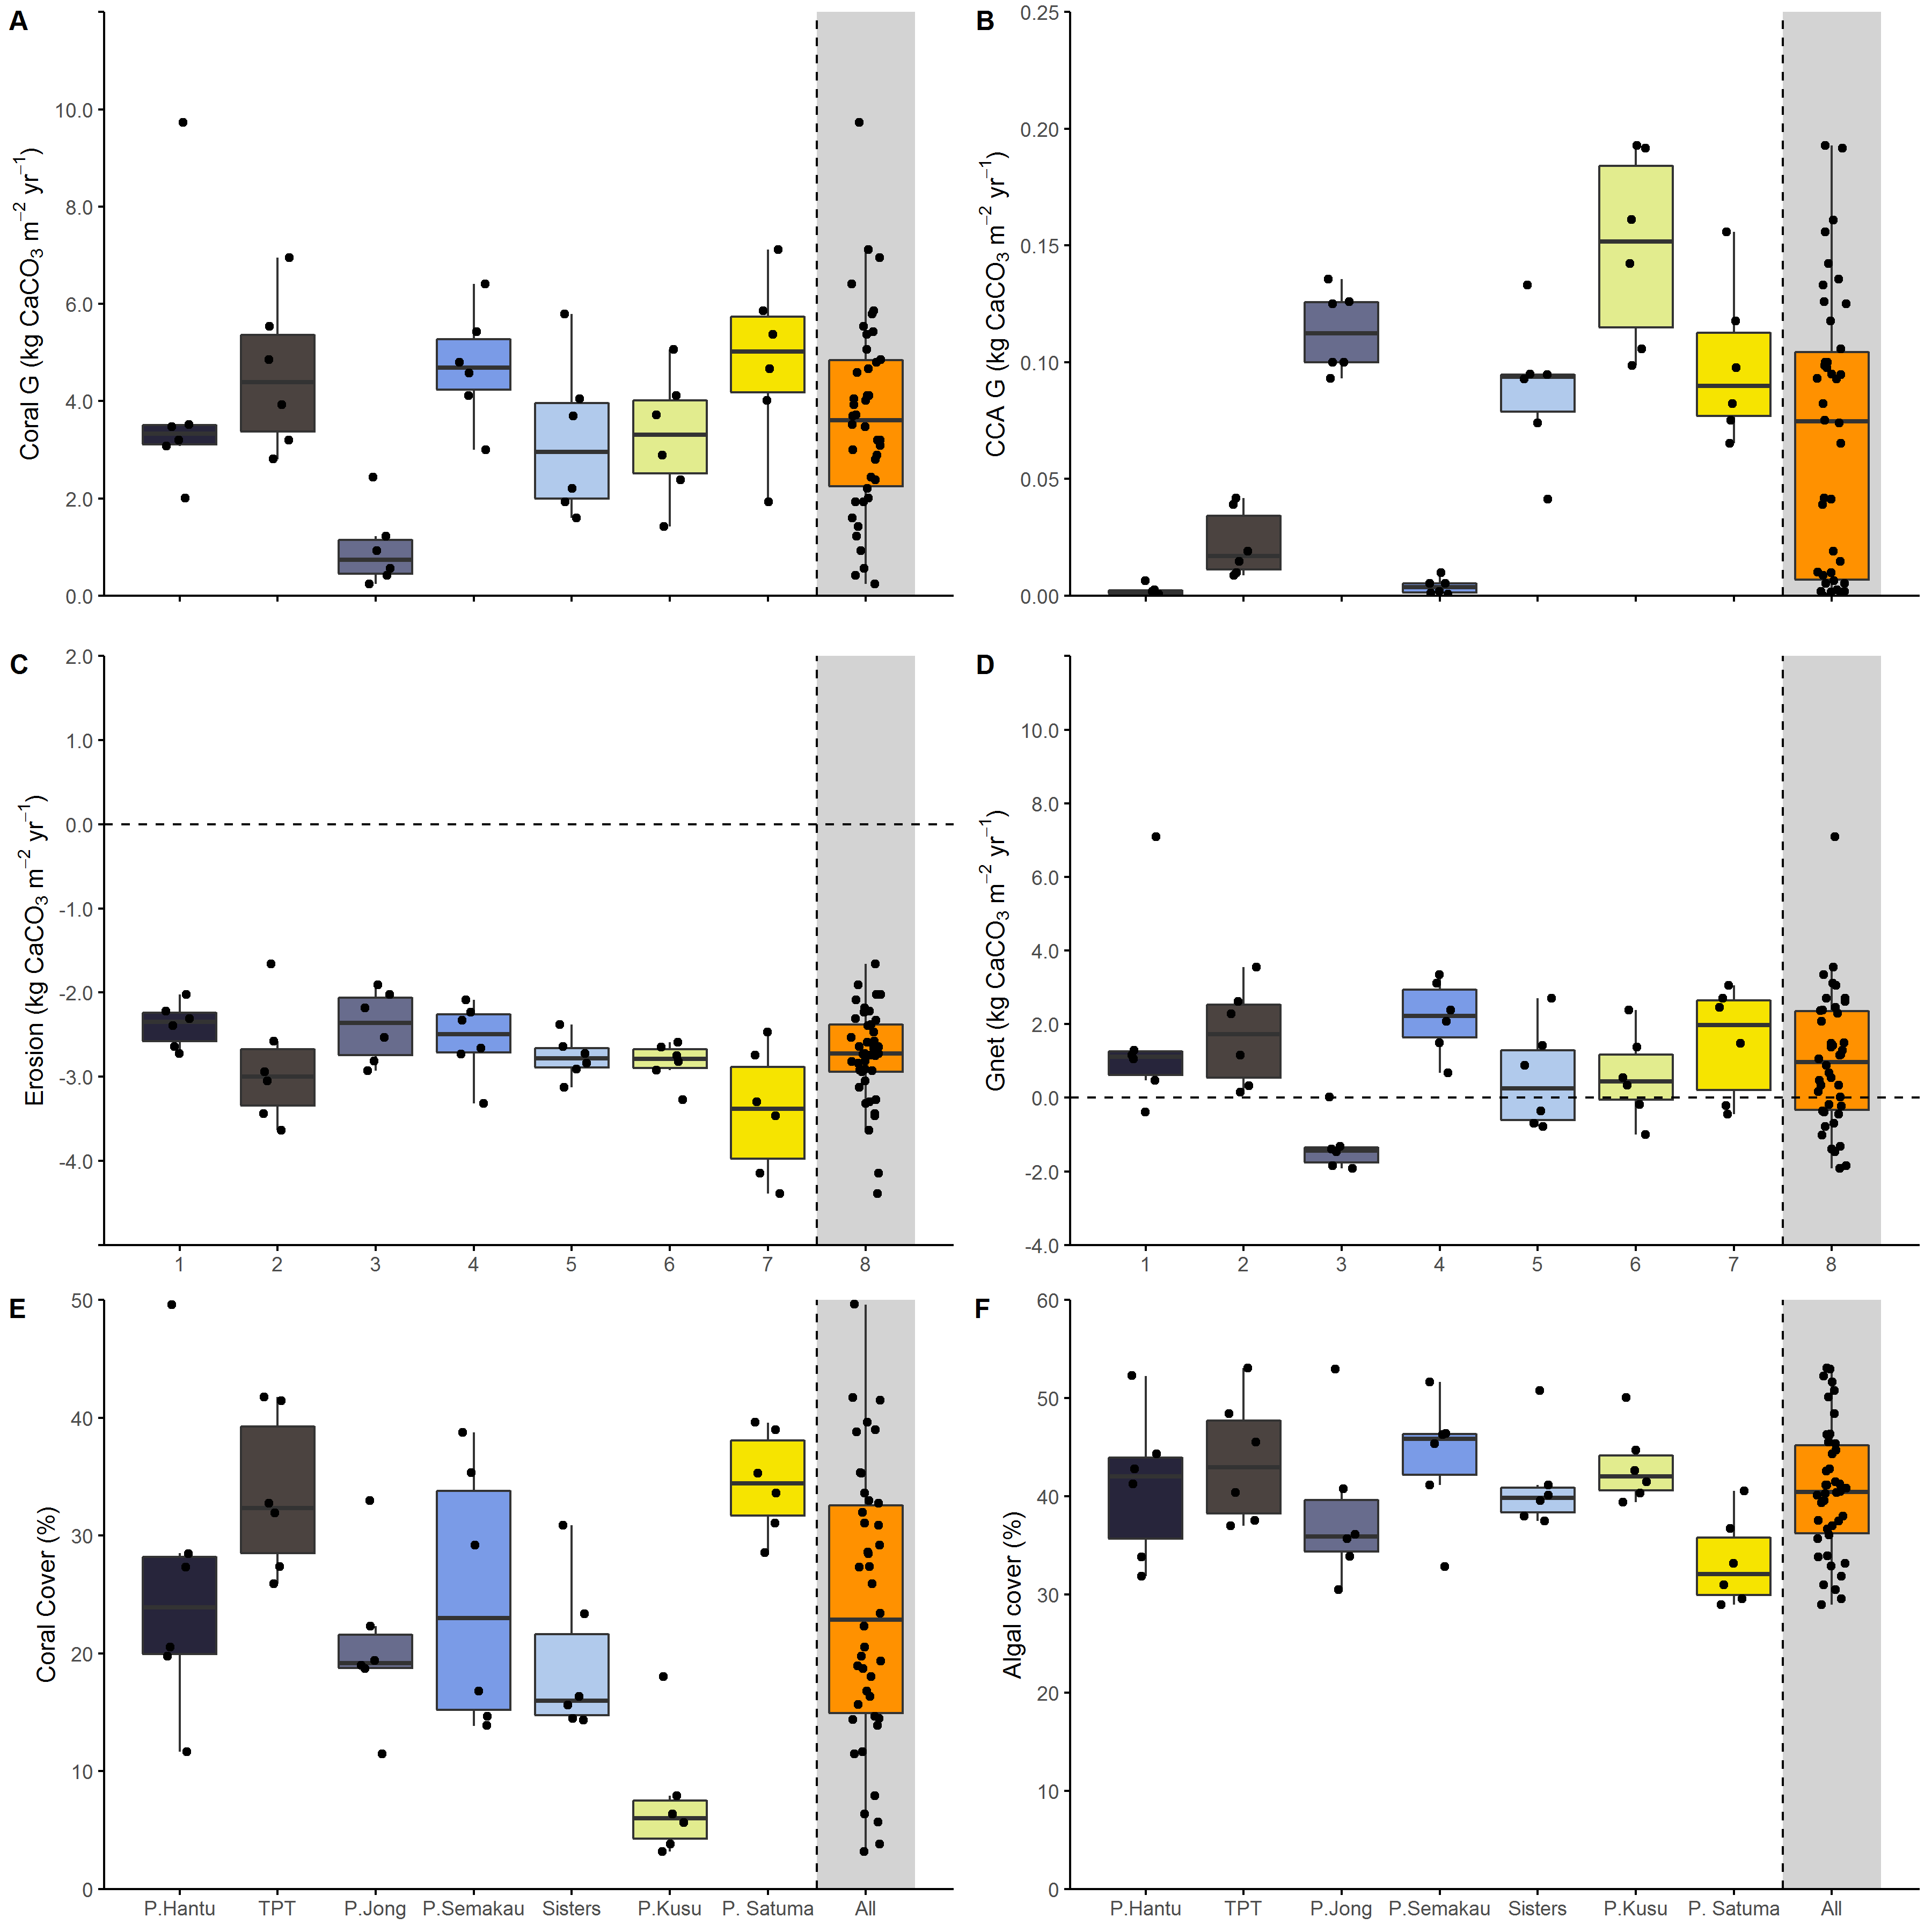 A
Coral G (kg CaCO₃ m⁻² yr⁻¹)
10.0
8.0
6.0
4.0
2.0
0.0
B
CCA G (kg CaCO₃ m⁻² yr⁻¹)
0.25
0.20
0.15
0.10
0.05
0.00
C
Erosion (kg CaCO₃ m⁻² yr⁻¹)
2.0
1.0
0.0
-1.0
-2.0
-3.0
-4.0
1 2 3 4 5 6 7 8
D
Gnet (kg CaCO₃ m⁻² yr⁻¹)
10.0
8.0
6.0
4.0
2.0
0.0
-2.0
-4.0
1 2 3 4 5 6 7 8
E
Coral Cover (%)
50
40
30
20
10
0
P.Hantu TPT P.Jong P.Semakau Sisters P.Kusu P. Satuma All
F
Algal cover (%)
60
50
40
30
20
10
0
P.Hantu TPT P.Jong P.Semakau Sisters P.Kusu P. Satuma All